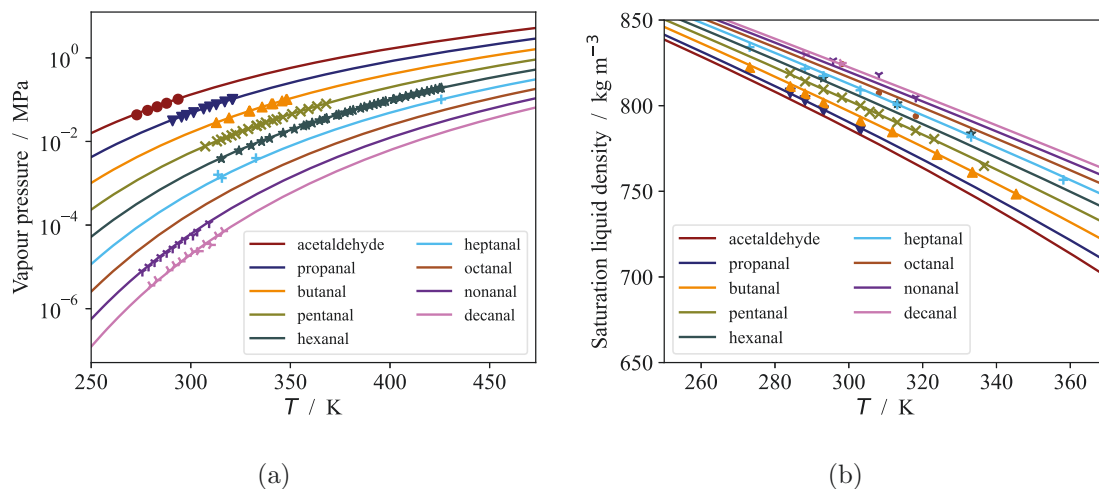 10⁰
10⁻²
10⁻⁴
10⁻⁶
Vapour pressure / MPa
250 300 350 400 450
T / K
acetaldehyde
propanal
butanal
pentanal
hexanal
heptanal
octanal
nonanal
decanal
(a)
850
800
750
700
650
Saturation liquid density / kg m⁻³
260 280 300 320 340 360
T / K
acetaldehyde
propanal
butanal
pentanal
hexanal
heptanal
octanal
nonanal
decanal
(b)